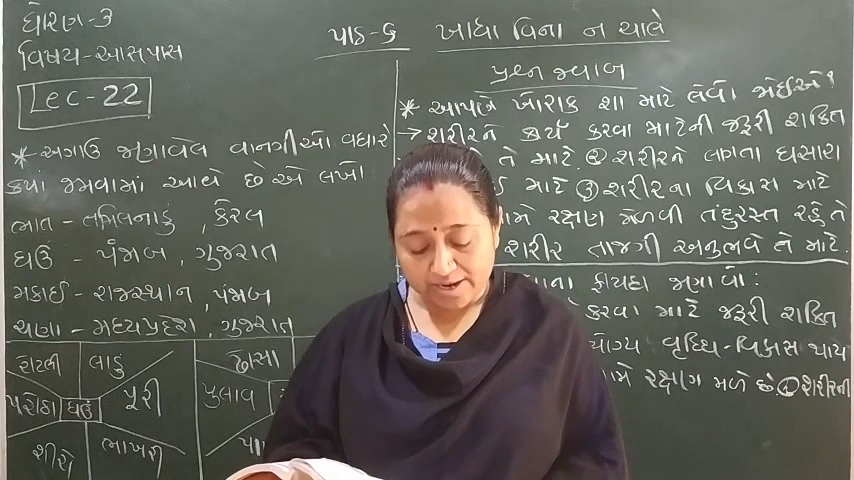 ધોરણ-૩
વિષય-આસપાસ
Lec-22
પાઠ-૬ ખાધા વિના ન ચાલે
* અગાઉ જણાવેલ વાનગીઓ વધારે
ક્યાં જમવામાં આવે છે એ લખો
ભાત - તમિલનાડુ, કેરલ
ઘઉં - પંજાબ, ગુજરાત
મકાઈ - રાજસ્થાન, પંજાબ
ચણા - મધ્યપ્રદેશ, ગુજરાત
રોટલી લાડુ
પરોઠા ઘઉં પૂરી
શીરો ભાખરી
ઢોસા
પુલાવ
પ્રશ્ન જવાબ
* આપણે ખોરાક શા માટે લેવો જોઈએ?
→ શરીરને કાર્ય કરવા માટેની જરૂરી શક્તિ
તે માટે. ② શરીરને લાગતા ઘસારા
માટે ③ શરીરના વિકાસ માટે
સામે રક્ષણ મેળવી તંદુરસ્ત રહે તે
શરીર તાજગી અનુભવે તે માટે.
ફાયદા જણાવો:
કરવા માટે જરૂરી શક્તિ
યોગ્ય વૃધ્ધિ-વિકાસ થાય
સામે રક્ષણ મળે છે. ④ શરીરની